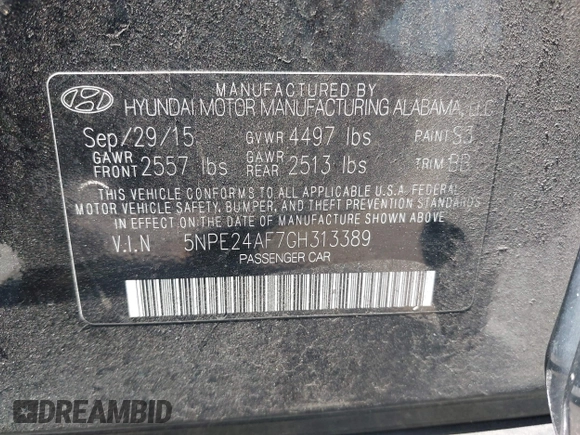 MANUFACTURED BY
HYUNDAI MOTOR MANUFACTURING ALABAMA, LLC
Sep/29/15 GVWR 4497 lbs PAINT S3
GAWR FRONT 2557 lbs GAWR REAR 2513 lbs TRIM BB
THIS VEHICLE CONFORMS TO ALL APPLICABLE U.S.A. FEDERAL
MOTOR VEHICLE SAFETY, BUMPER, AND THEFT PREVENTION STANDARDS
IN EFFECT ON THE DATE OF MANUFACTURE SHOWN ABOVE.
V.I.N 5NPE24AF7GH313389
PASSENGER CAR
DREAMBID